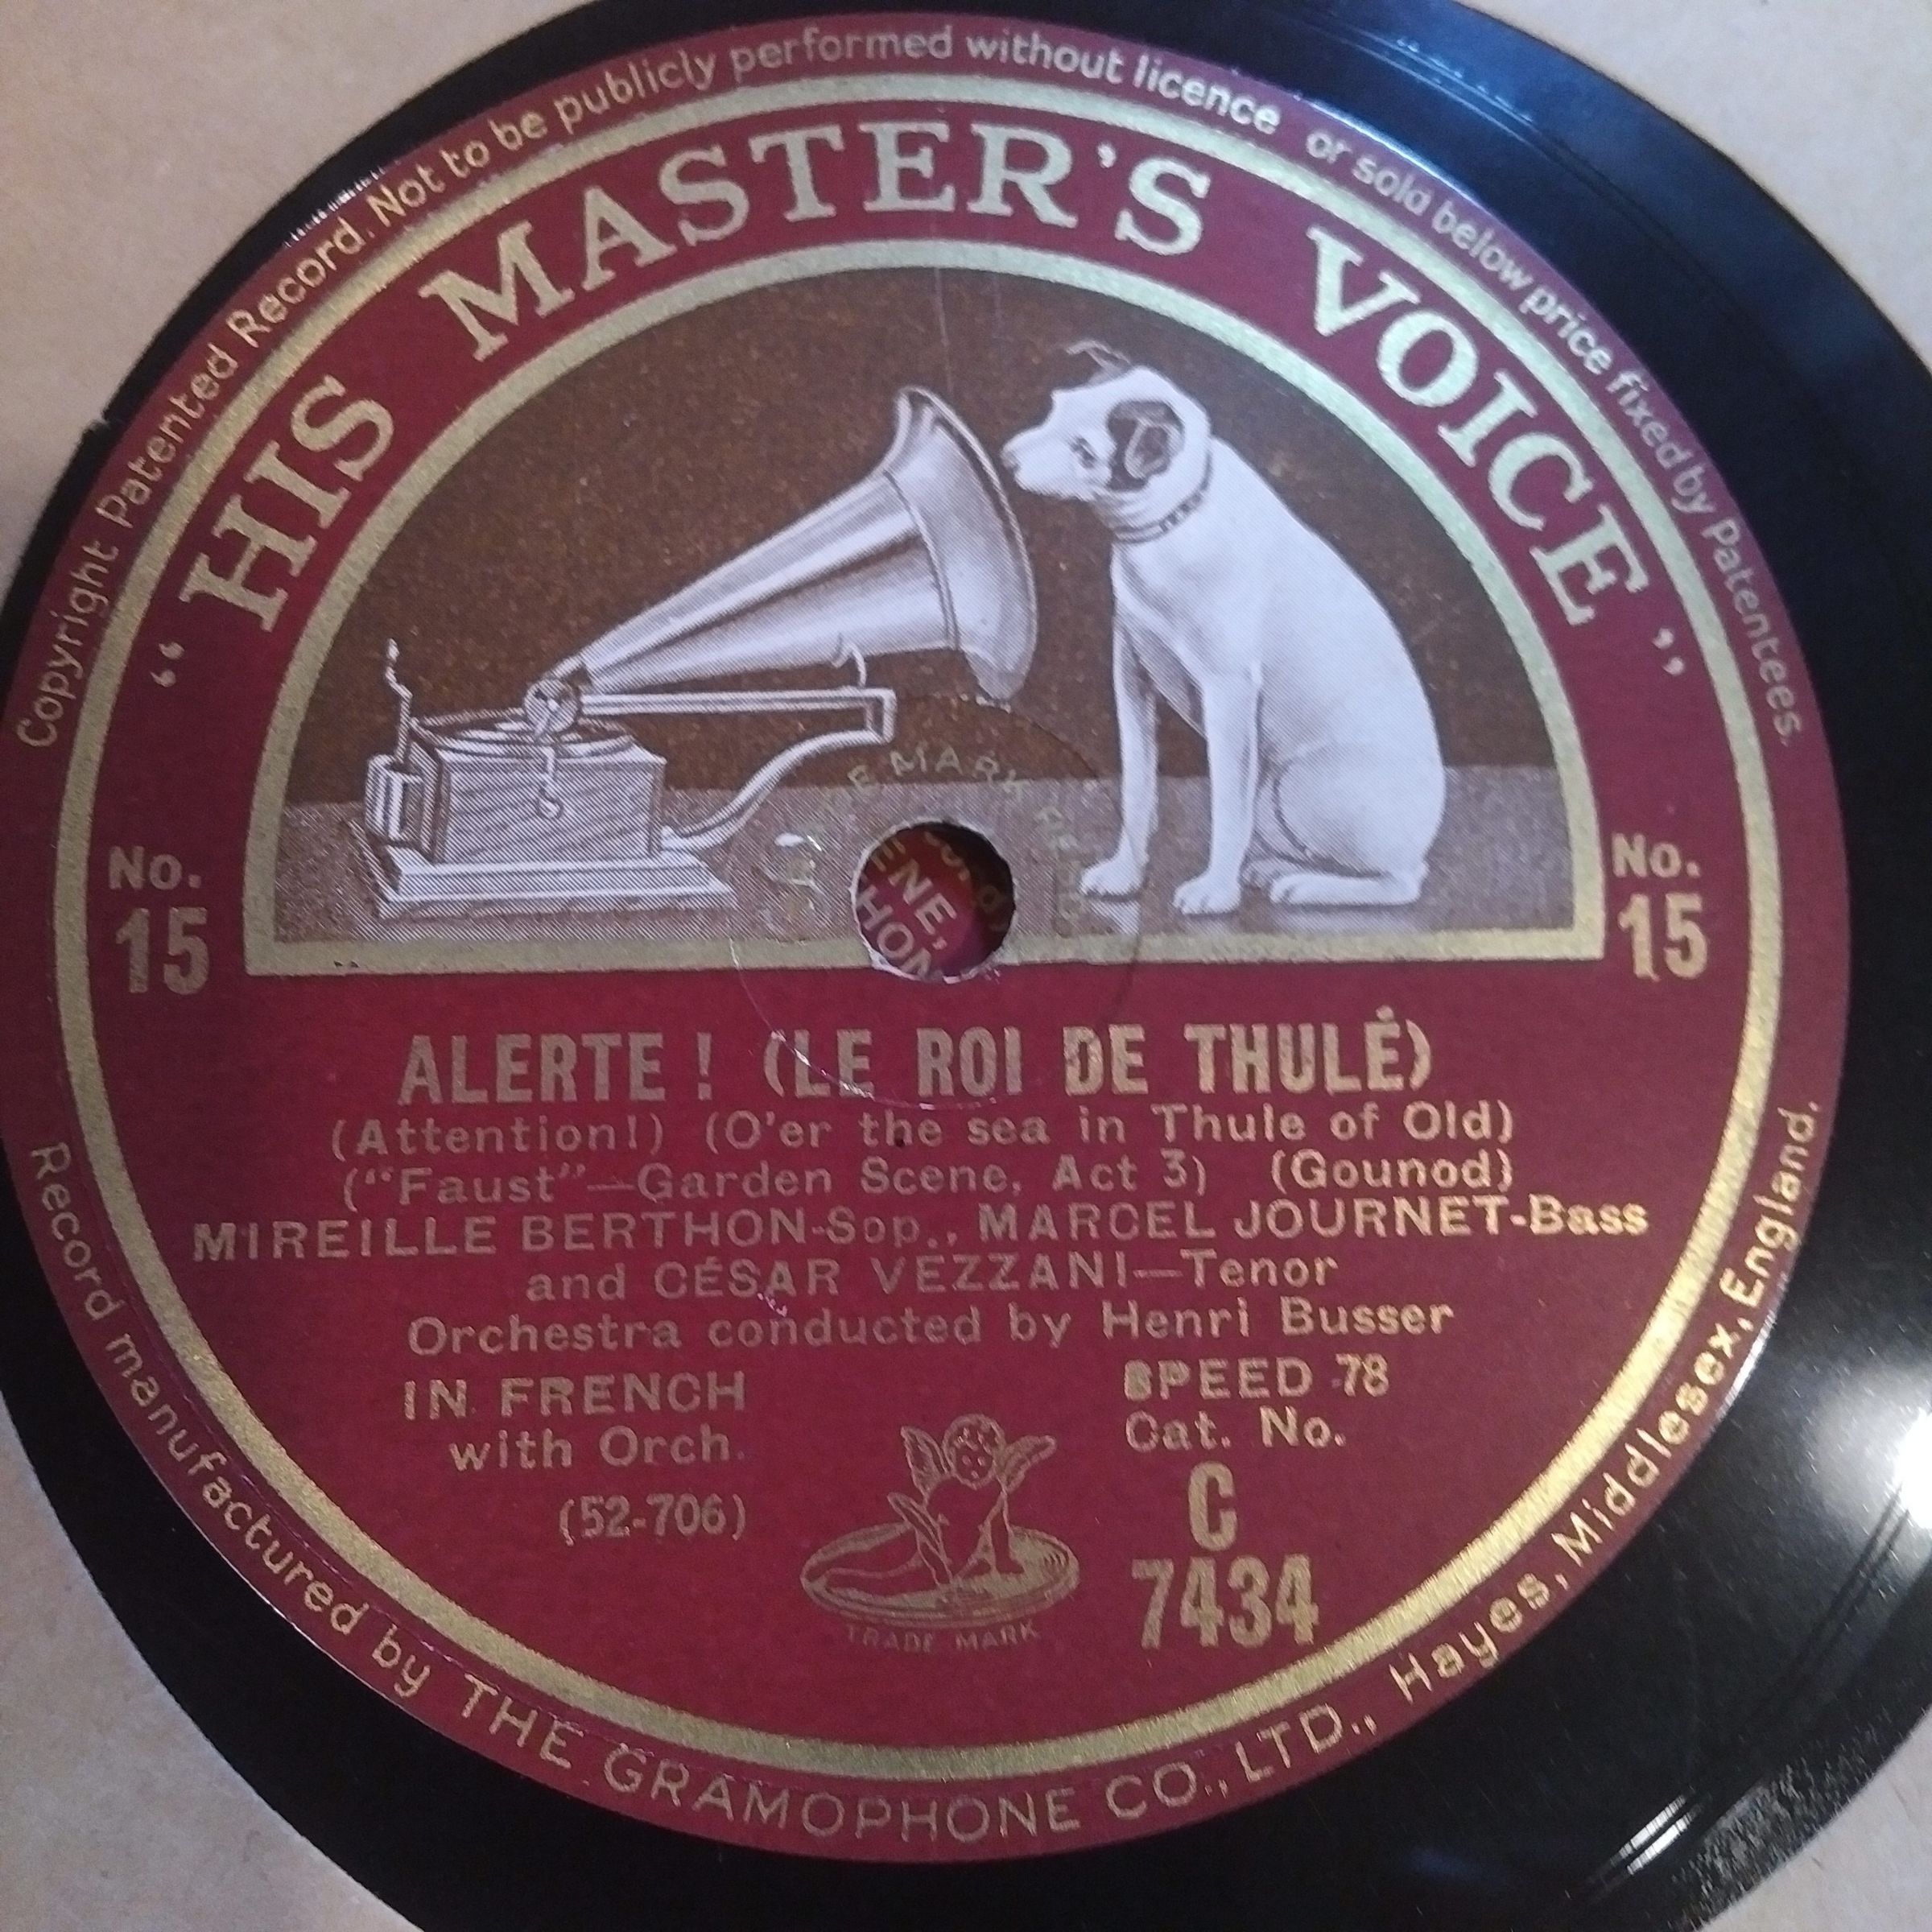 Copyright Patented Record. Not to be publicly performed without licence or sold below price fixed by Patentees.
“HIS MASTER'S VOICE”
E MARK
ENE,
HON
No. 15
No. 15
ALERTE ! (LE ROI DE THULÉ)
(Attention!) (O'er the sea in Thule of Old)
(“Faust”—Garden Scene, Act 3) (Gounod)
MIREILLE BERTHON-Sop., MARCEL JOURNET-Bass
and CÉSAR VEZZANI—Tenor
Orchestra conducted by Henri Busser
IN FRENCH
with Orch.
(52-706)
SPEED 78
Cat. No.
C
7434
TRADE MARK
Record manufactured by THE GRAMOPHONE CO., LTD., Hayes, Middlesex, England.